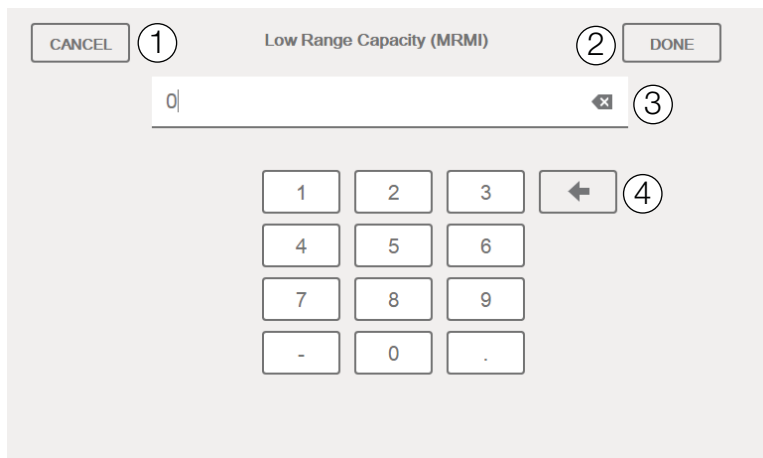 CANCEL 1 Low Range Capacity (MRMI) 2 DONE
0 3
1 2 3 4
4 5 6
7 8 9
- 0 .